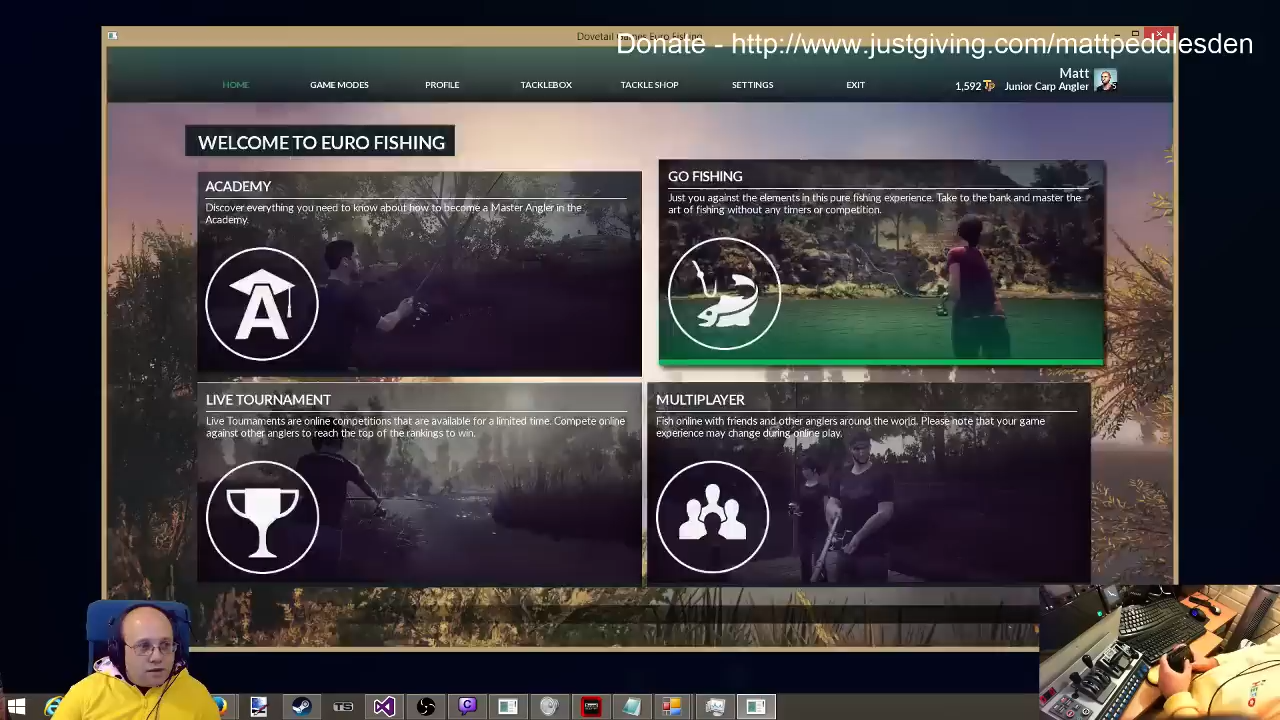 Dovetail Games Euro Fishing
Donate - http://www.justgiving.com/mattpeddlesden
HOME GAME MODES PROFILE TACKLEBOX TACKLE SHOP SETTINGS EXIT
Matt
1,592 Tp Junior Carp Angler
5
WELCOME TO EURO FISHING
ACADEMY
Discover everything you need to know about how to become a Master Angler in the
Academy.
A
GO FISHING
Just you against the elements in this pure fishing experience. Take to the bank and master the
art of fishing without any timers or competition.
LIVE TOURNAMENT
Live Tournaments are online competitions that are available for a limited time. Compete online
against other anglers to reach the top of the rankings to win.
MULTIPLAYER
Fish online with friends and other anglers around the world. Please note that your game
experience may change during online play.
TS